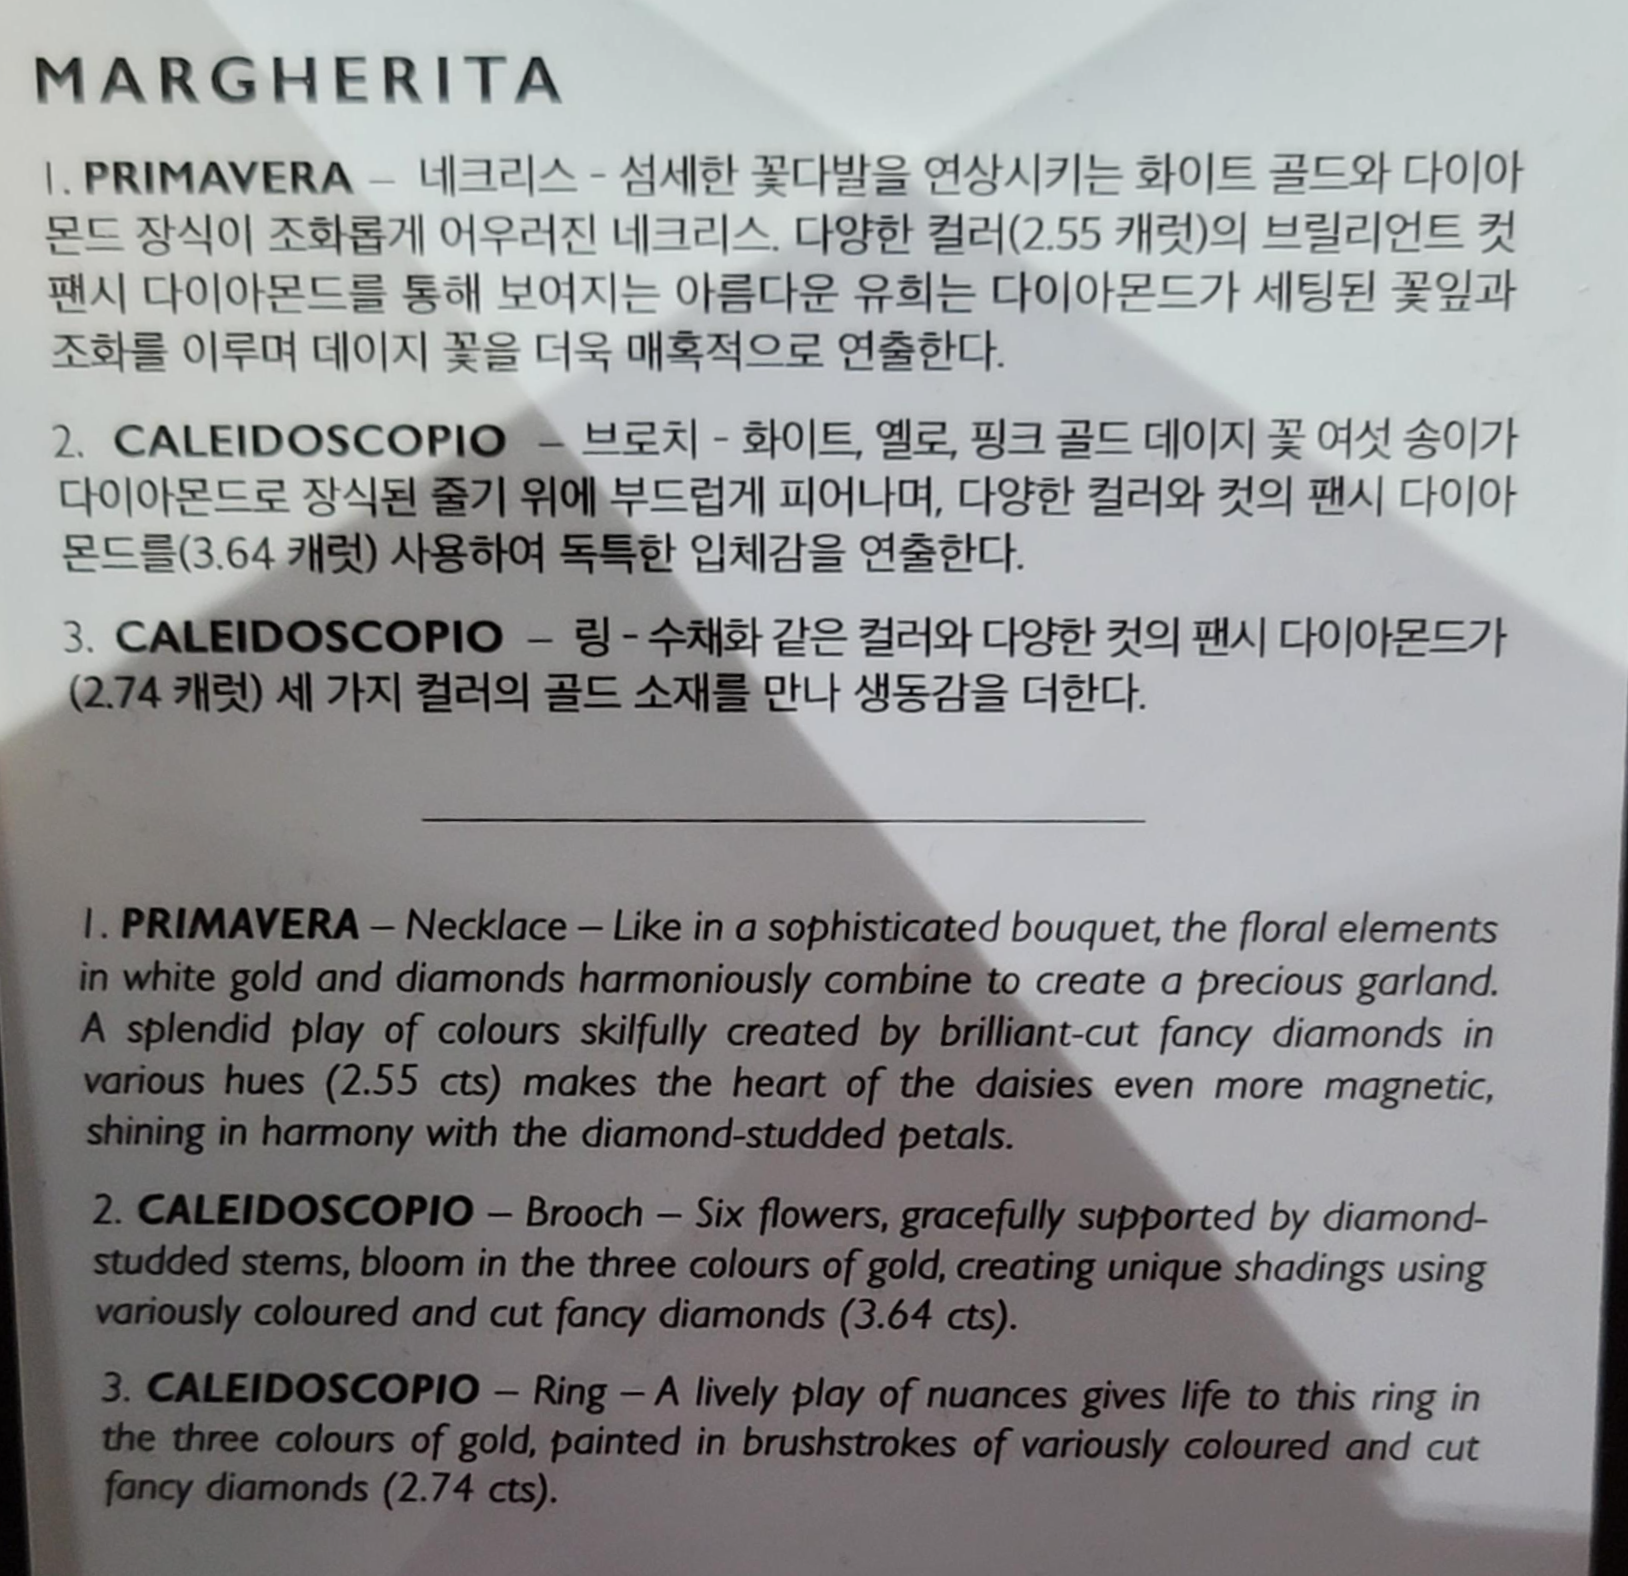 MARGHERITA
1. PRIMAVERA – 네크리스 - 섬세한 꽃다발을 연상시키는 화이트 골드와 다이아
몬드 장식이 조화롭게 어우러진 네크리스. 다양한 컬러(2.55 캐럿)의 브릴리언트 컷
팬시 다이아몬드를 통해 보여지는 아름다운 유희는 다이아몬드가 세팅된 꽃잎과
조화를 이루며 데이지 꽃을 더욱 매혹적으로 연출한다.
2. CALEIDOSCOPIO – 브로치 - 화이트, 옐로, 핑크 골드 데이지 꽃 여섯 송이가
다이아몬드로 장식된 줄기 위에 부드럽게 피어나며, 다양한 컬러와 컷의 팬시 다이아
몬드를(3.64 캐럿) 사용하여 독특한 입체감을 연출한다.
3. CALEIDOSCOPIO – 링 - 수채화 같은 컬러와 다양한 컷의 팬시 다이아몬드가
(2.74 캐럿) 세 가지 컬러의 골드 소재를 만나 생동감을 더한다.
1. PRIMAVERA – Necklace – Like in a sophisticated bouquet, the floral elements
in white gold and diamonds harmoniously combine to create a precious garland.
A splendid play of colours skilfully created by brilliant-cut fancy diamonds in
various hues (2.55 cts) makes the heart of the daisies even more magnetic,
shining in harmony with the diamond-studded petals.
2. CALEIDOSCOPIO – Brooch – Six flowers, gracefully supported by diamond-
studded stems, bloom in the three colours of gold, creating unique shadings using
variously coloured and cut fancy diamonds (3.64 cts).
3. CALEIDOSCOPIO – Ring – A lively play of nuances gives life to this ring in
the three colours of gold, painted in brushstrokes of variously coloured and cut
fancy diamonds (2.74 cts).